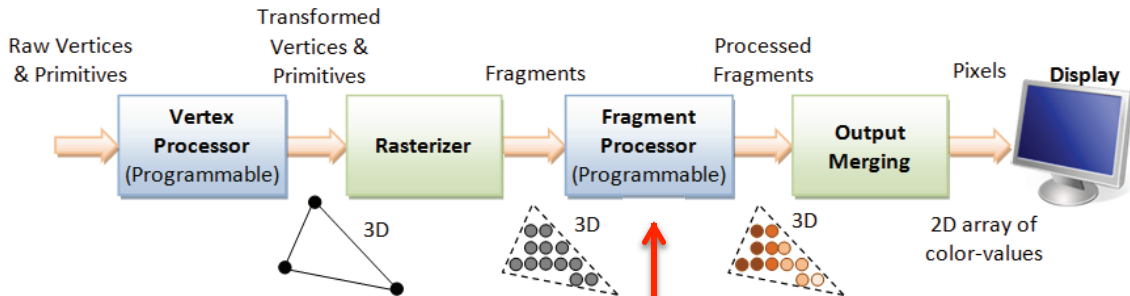 Raw Vertices
& Primitives
Vertex
Processor
(Programmable)
Transformed
Vertices &
Primitives
3D
Rasterizer
Fragments
3D
Fragment
Processor
(Programmable)
Processed
Fragments
3D
Output
Merging
Pixels
Display
2D array of
color-values